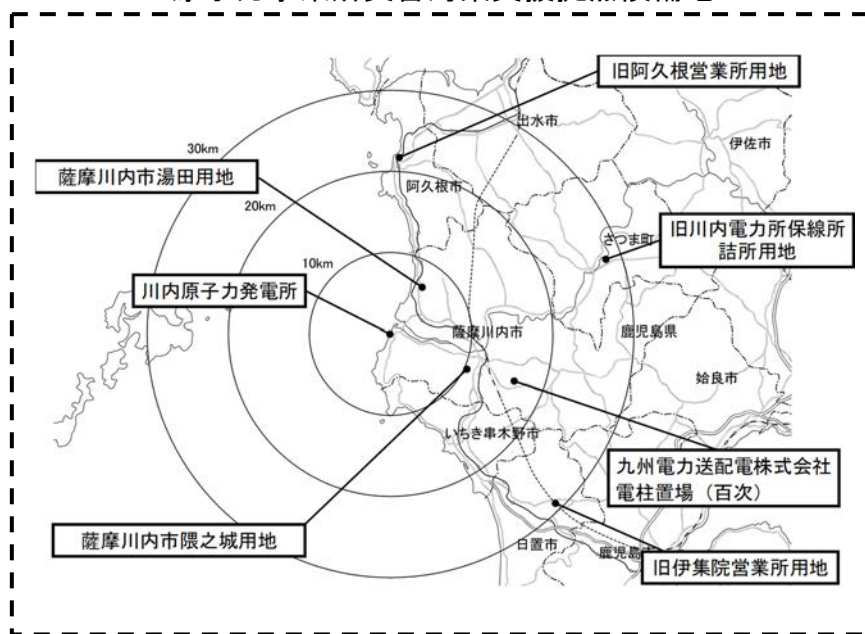 旧阿久根営業所用地
出水市
伊佐市
30km
薩摩川内市湯田用地
阿久根市
20km
旧川内電力所保線所
詰所用地
さつま町
10km
川内原子力発電所
薩摩川内市
鹿児島県
姶良市
いちき串木野市
九州電力送配電株式会社
電柱置場（百次）
薩摩川内市隈之城用地
日置市
鹿児島
旧伊集院営業所用地